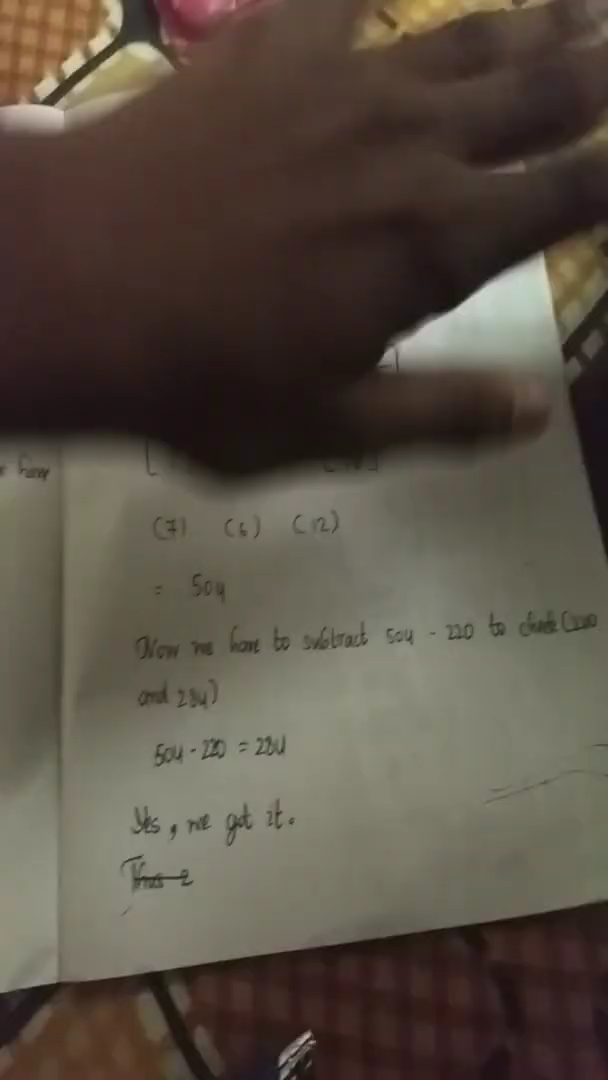 (7) (6) (12)
= 504
Now we have to subtract 504 - 220 to check (220
and 284)
504 - 220 = 284
Yes, we got it.